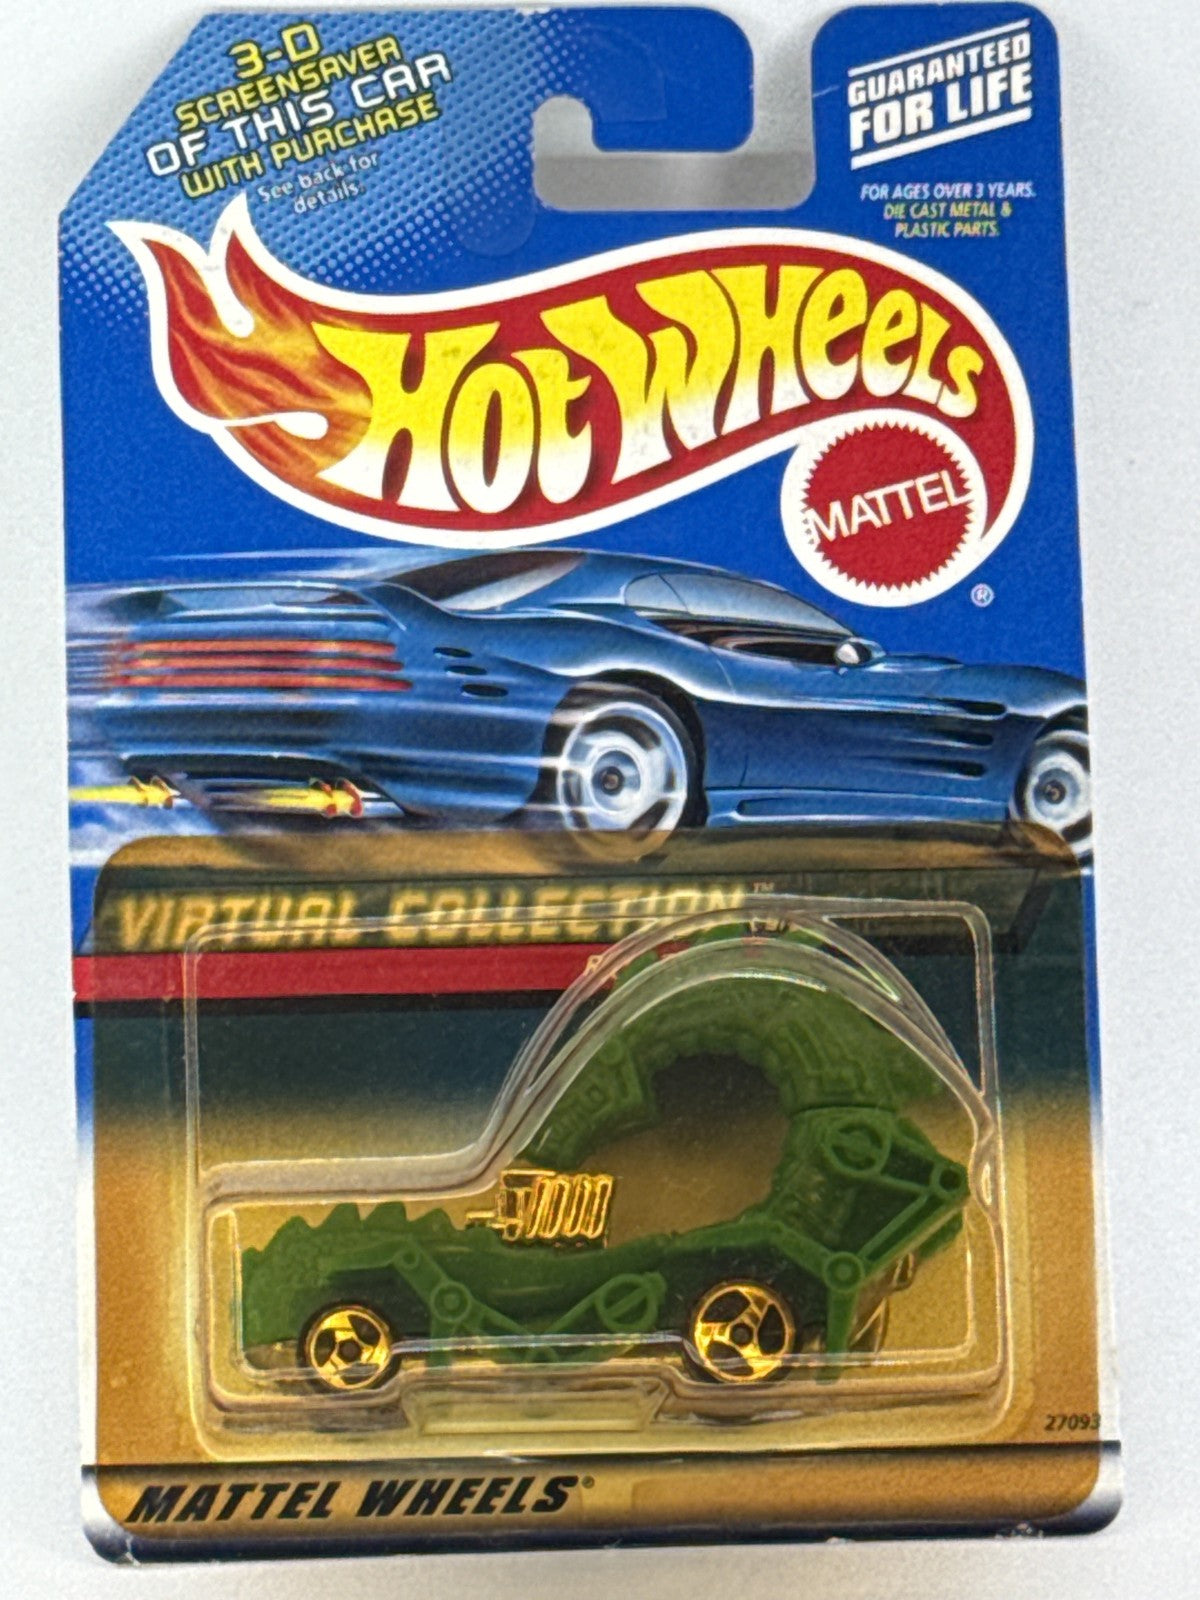 3-D
SCREENSAVER
OF THIS CAR
WITH PURCHASE
See back for
details.
GUARANTEED
FOR LIFE
FOR AGES OVER 3 YEARS.
DIE CAST METAL &
PLASTIC PARTS.
HOT WHEELS
MATTEL
®
VIRTUAL COLLECTION™
27093
MATTEL WHEELS®